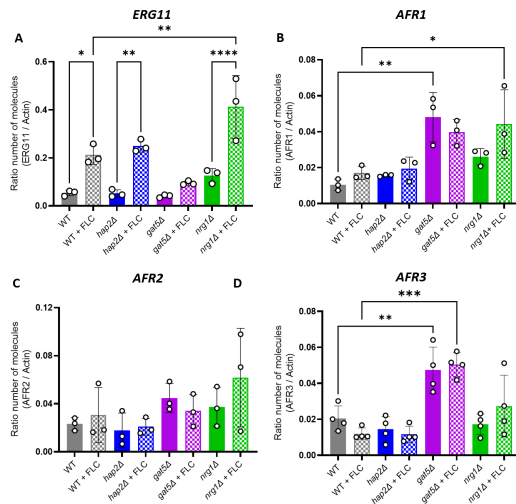 ERG11
A
**
*
**
****
Ratio number of molecules
(ERG11 / Actin)
0.6
0.4
0.2
0.0
WT
WT + FLC
hap2Δ
hap2Δ + FLC
gat5Δ
gat5Δ + FLC
nrg1Δ
nrg1Δ + FLC
AFR1
B
*
**
Ratio number of molecules
(AFR1 / Actin)
0.08
0.06
0.04
0.02
0.00
WT
WT + FLC
hap2Δ
hap2Δ + FLC
gat5Δ
gat5Δ + FLC
nrg1Δ
nrg1Δ+ FLC
AFR2
C
Ratio number of molecules
(AFR2 / Actin)
0.12
0.08
0.04
0.00
WT
WT + FLC
hap2Δ
hap2Δ + FLC
gat5Δ
gat5Δ + FLC
nrg1Δ
nrg1Δ + FLC
D
AFR3
***
**
Ratio number of molecules
(AFR3 / Actin)
0.08
0.06
0.04
0.02
0.00
WT
WT + FLC
hap2Δ
hap2Δ + FLC
gat5Δ
gat5Δ + FLC
nrg1Δ
nrg1Δ + FLC